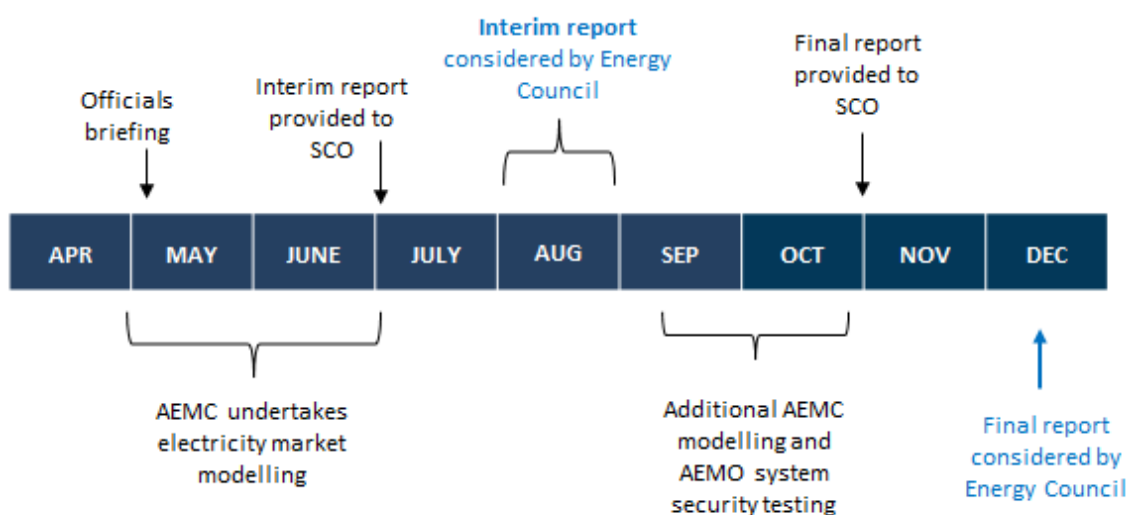 Officials
briefing
Interim report
provided to
SCO
Interim report
considered by Energy
Council
Final report
provided to
SCO
APR MAY JUNE JULY AUG SEP OCT NOV DEC
AEMC undertakes
electricity market
modelling
Additional AEMC
modelling and
AEMO system
security testing
Final report
considered by
Energy Council